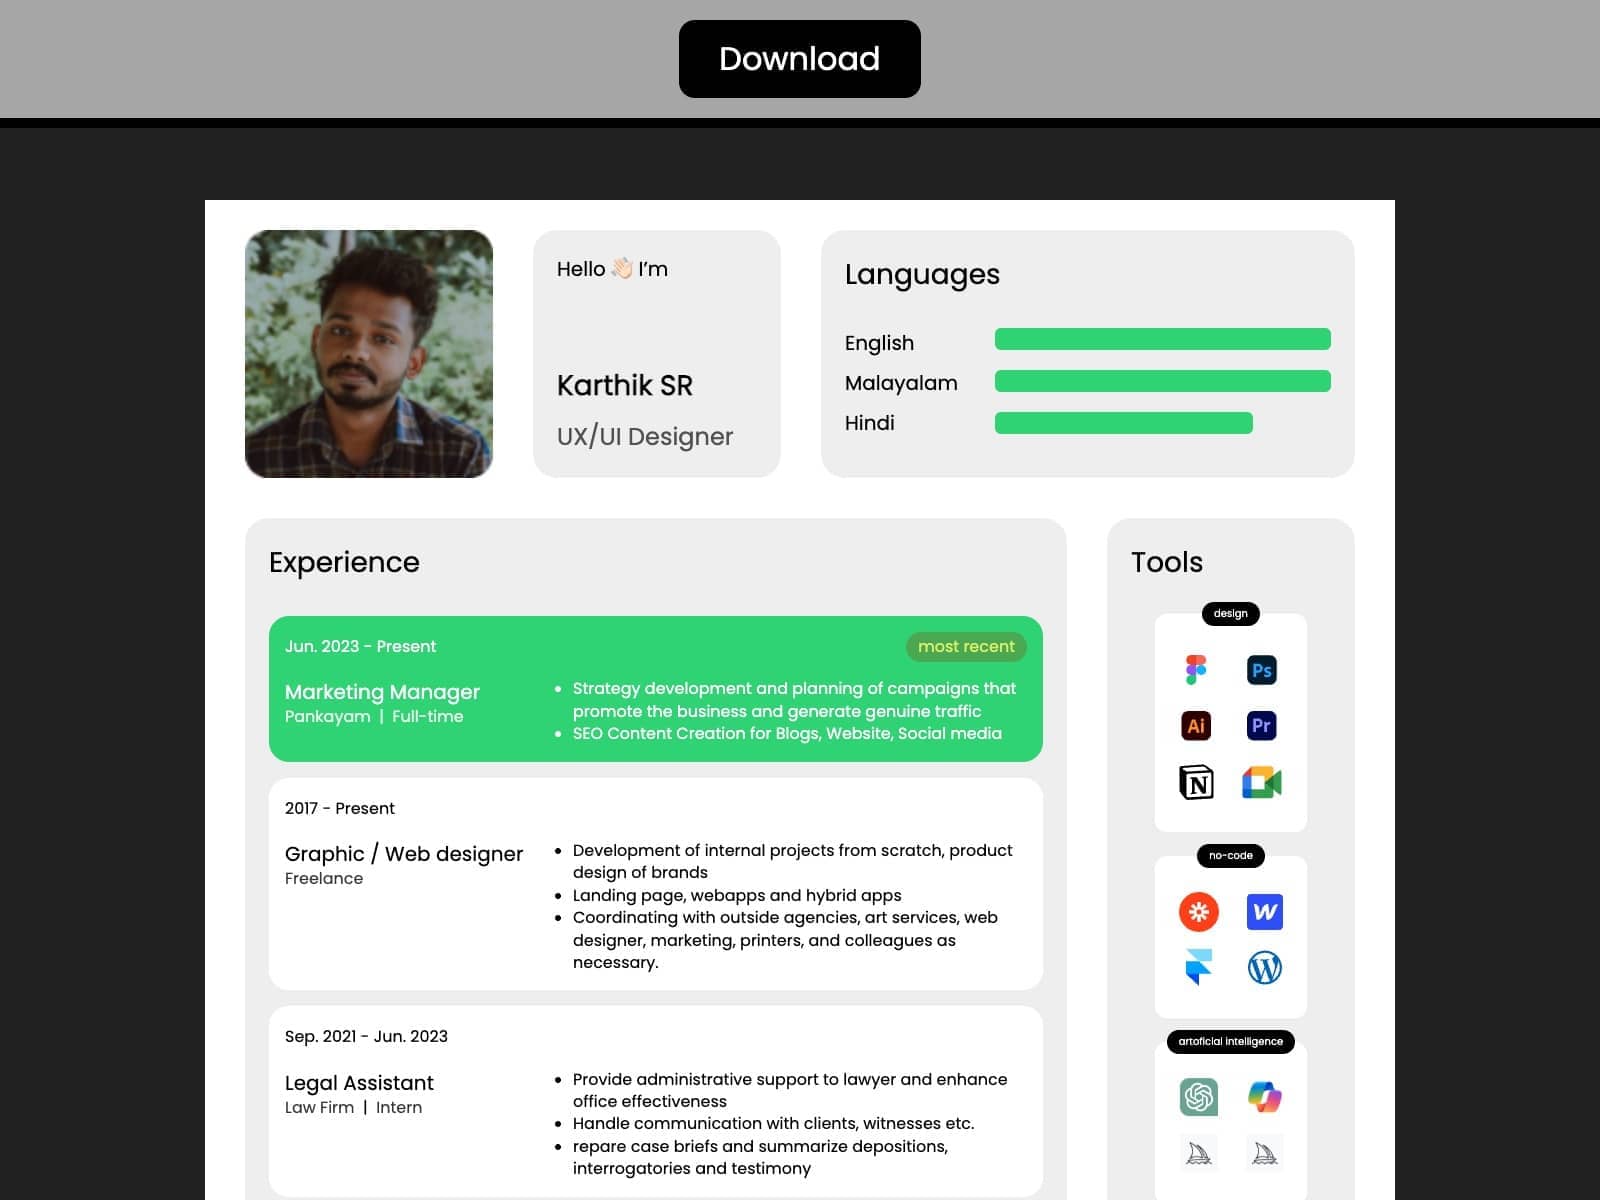 Download
Hello 👋🏻 I’m
Karthik SR
UX/UI Designer
Languages
English
Malayalam
Hindi
Experience
Jun. 2023 - Present
most recent
Marketing Manager
Pankayam | Full-time
• Strategy development and planning of campaigns that
promote the business and generate genuine traffic
• SEO Content Creation for Blogs, Website, Social media
2017 - Present
Graphic / Web designer
Freelance
• Development of internal projects from scratch, product
design of brands
• Landing page, webapps and hybrid apps
• Coordinating with outside agencies, art services, web
designer, marketing, printers, and colleagues as
necessary.
Sep. 2021 - Jun. 2023
Legal Assistant
Law Firm | Intern
• Provide administrative support to lawyer and enhance
office effectiveness
• Handle communication with clients, witnesses etc.
• repare case briefs and summarize depositions,
interrogatories and testimony
Tools
design
Ps
Ai
Pr
N
no-code
W
W
artoficial intelligence